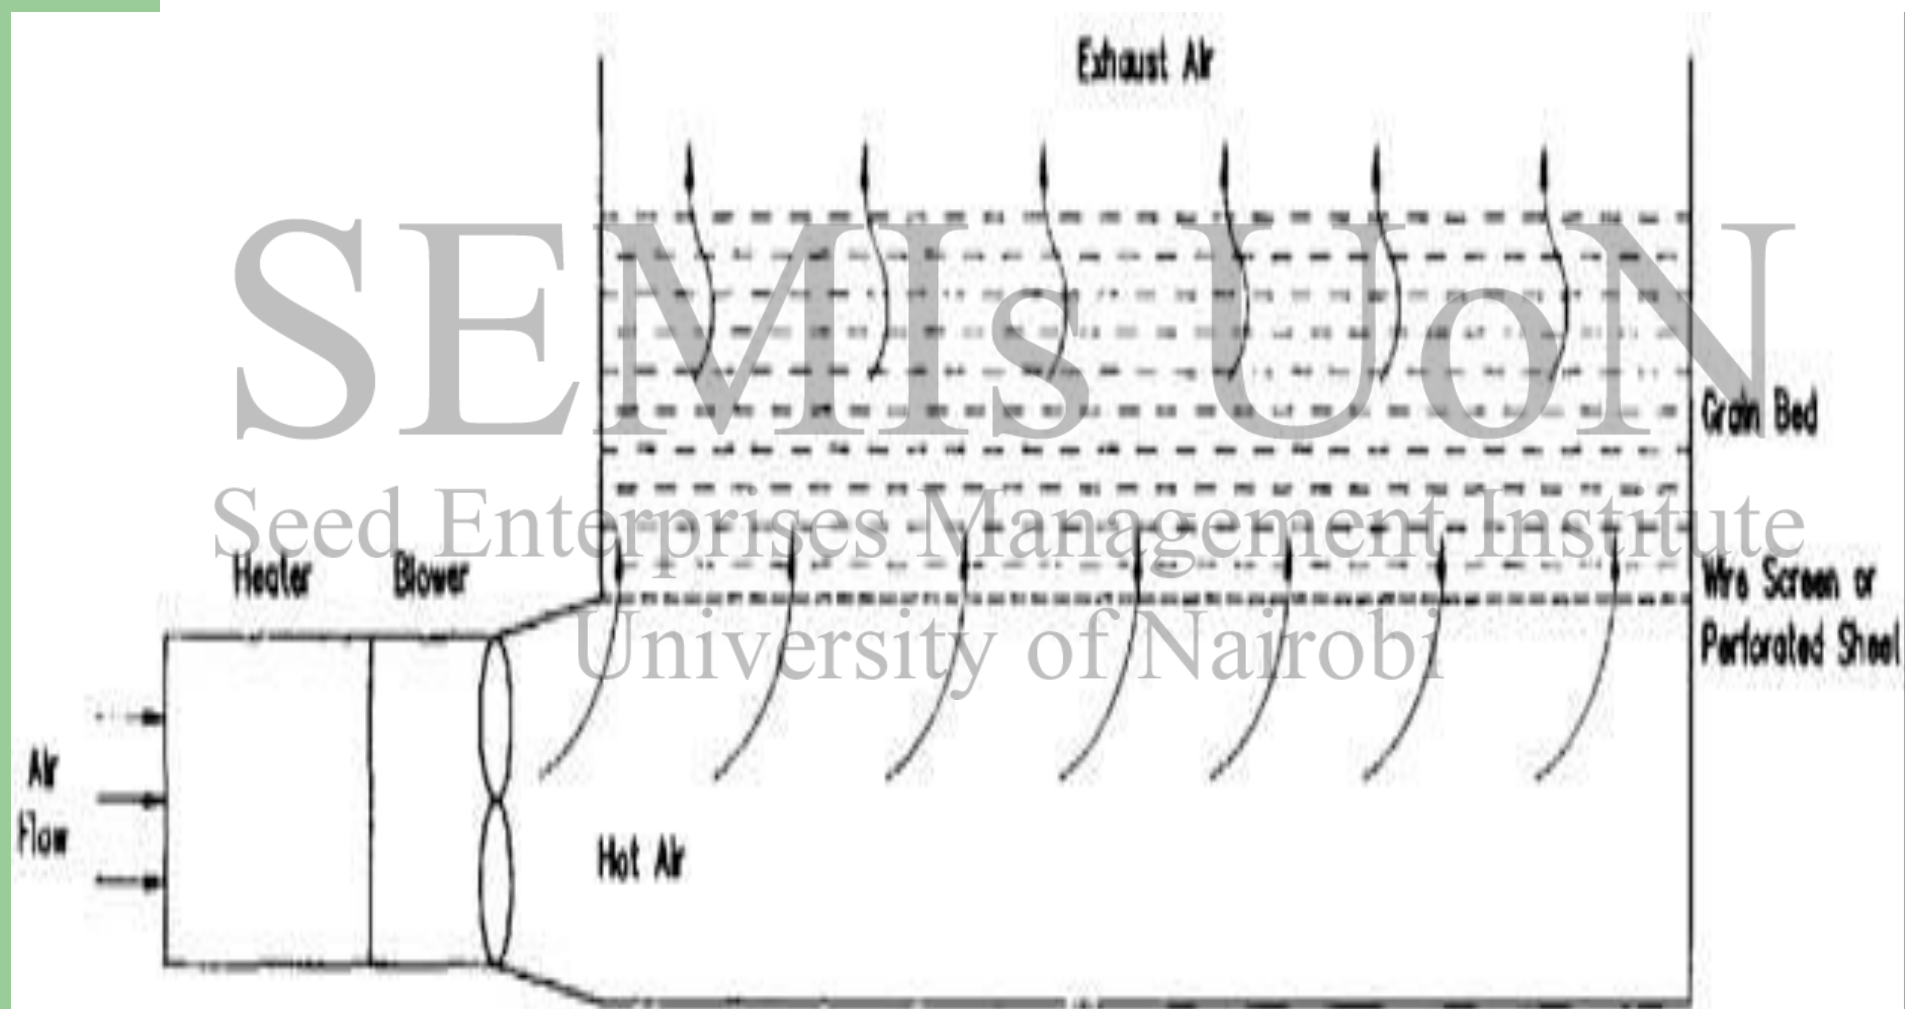 Exhaust Air
SEMIs UoN
Grain Bed
Seed Enterprises Management Institute
Heater
Blower
Wire Screen or
Perforated Sheet
University of Nairobi
Air
Flow
Hot Air